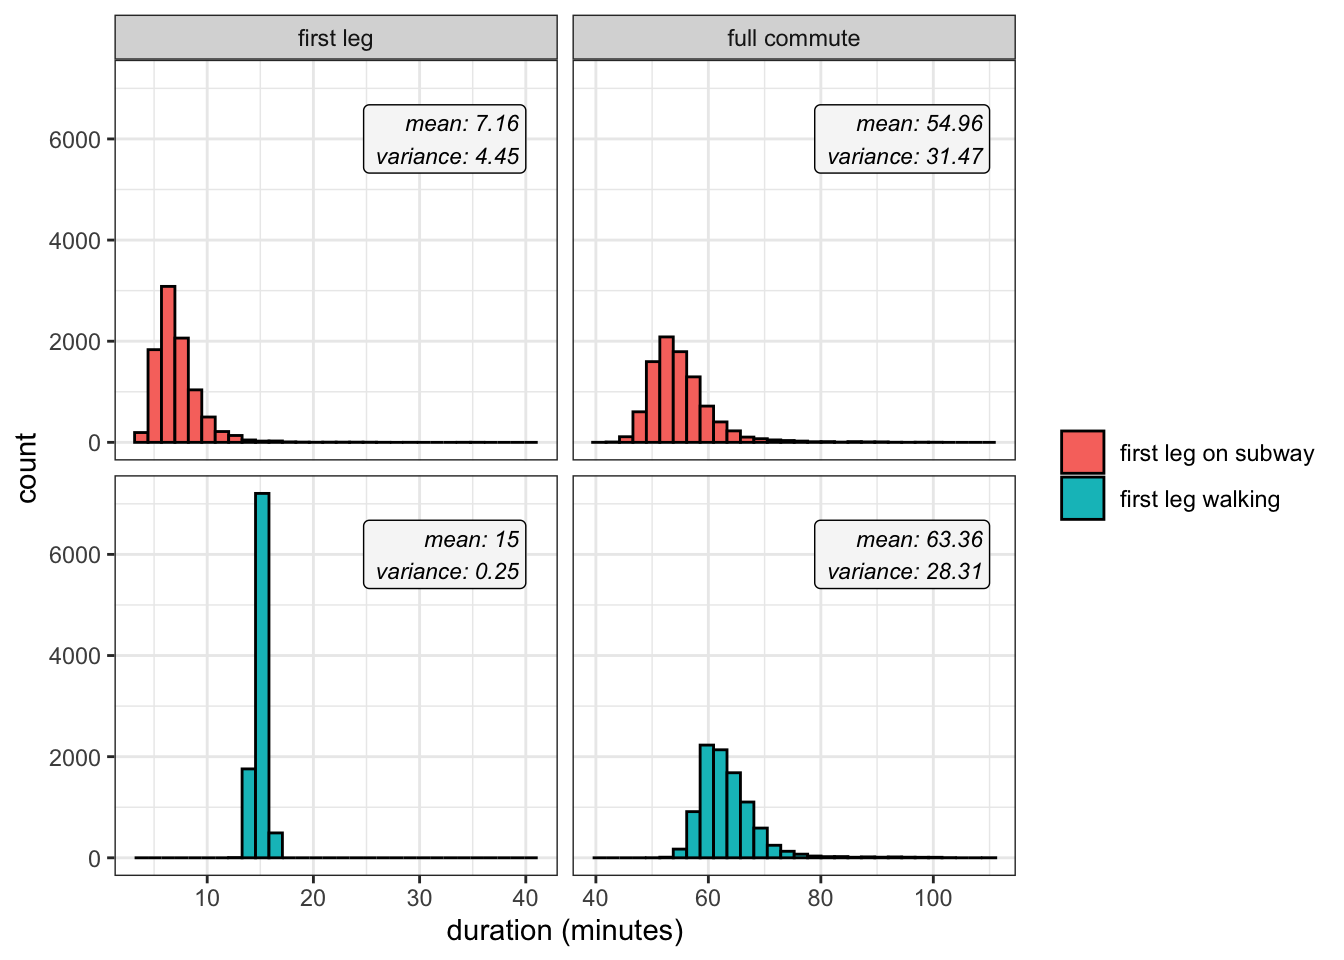 first leg
full commute
mean: 7.16
variance: 4.45
mean: 54.96
variance: 31.47
6000
4000
2000
0
count
first leg on subway
first leg walking
mean: 15
variance: 0.25
mean: 63.36
variance: 28.31
6000
4000
2000
0
10 20 30 40
40 60 80 100
duration (minutes)